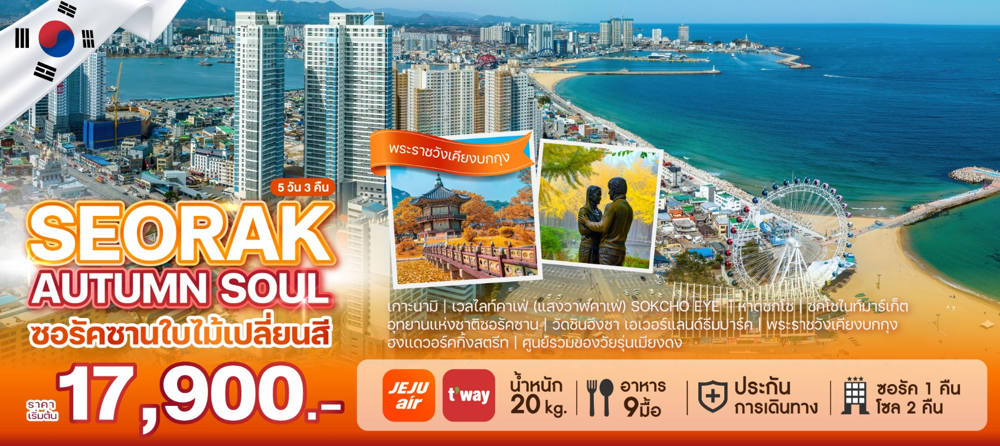 พระราชวังเคียงบกกุง
5 วัน 3 คืน
SEORAK
AUTUMN SOUL
ซอรัคซานใบไม้เปลี่ยนสี
ราคา
เริ่มต้น
17,900.-
เกาะนามิ | เวลไลท์คาเฟ่ (แสงวาฬคาเฟ่) SOKCHO EYE | หาดซกโช | ซกโชไนท์มาร์เก็ต
อุทยานแห่งชาติซอรัคซาน | วัดชินฮึงซา เอเวอร์แลนด์ธีมปาร์ค | พระราชวังเคียงบกกุง
ฮงแดวอร์คกิ้งสตรีท | ศูนย์รวมของวัยรุ่นเมียงดง
JEJU
air
t'way
น้ำหนัก
20 kg.
อาหาร
9มื้อ
ประกัน
การเดินทาง
ซอรัค 1 คืน
โซล 2 คืน